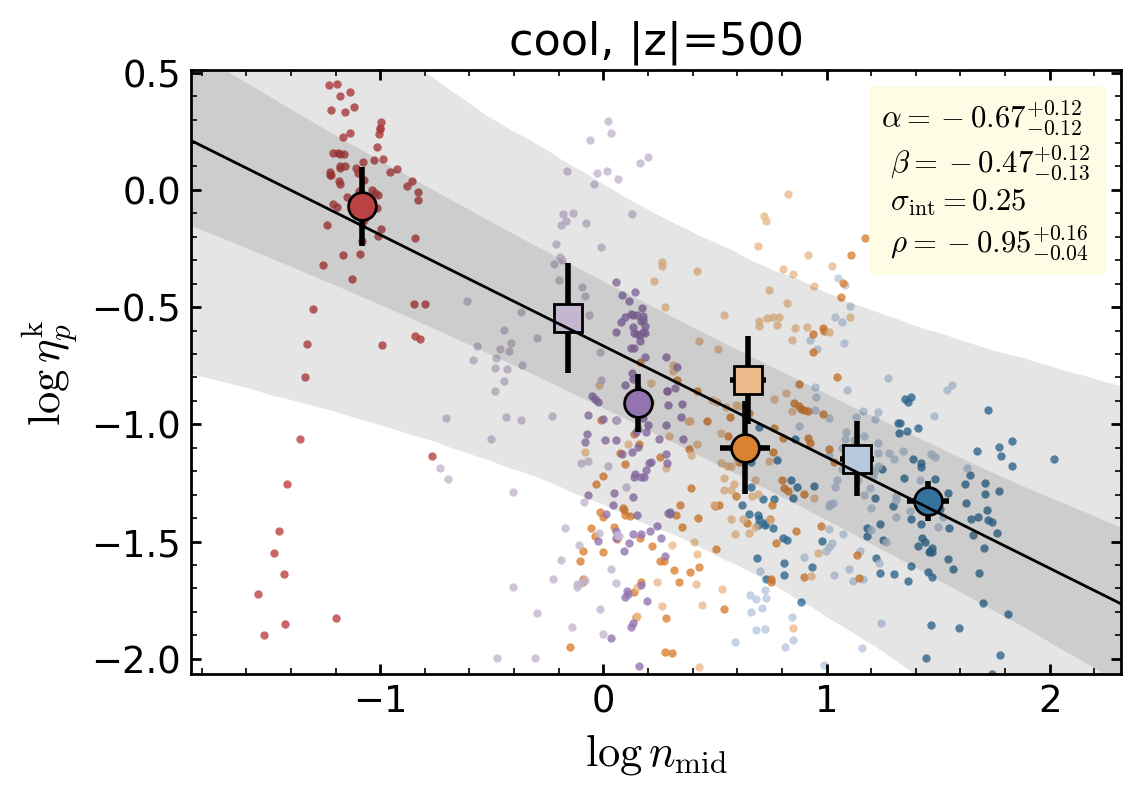 cool, |z|=500
0.5
0.0
−0.5
−1.0
−1.5
−2.0
log η_p^k
α = −0.67^{+0.12}_{−0.12}
β = −0.47^{+0.12}_{−0.13}
σ_int = 0.25
ρ = −0.95^{+0.16}_{−0.04}
−1 0 1 2
log n_mid